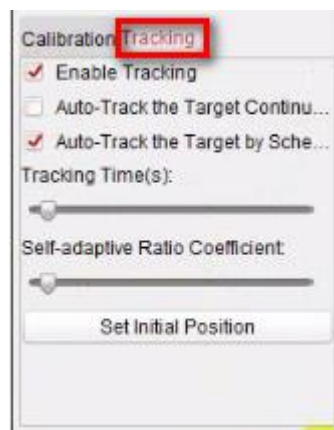 Calibration Tracking
Enable Tracking
Auto-Track the Target Continu...
Auto-Track the Target by Sche...
Tracking Time(s):
Self-adaptive Ratio Coefficient:
Set Initial Position